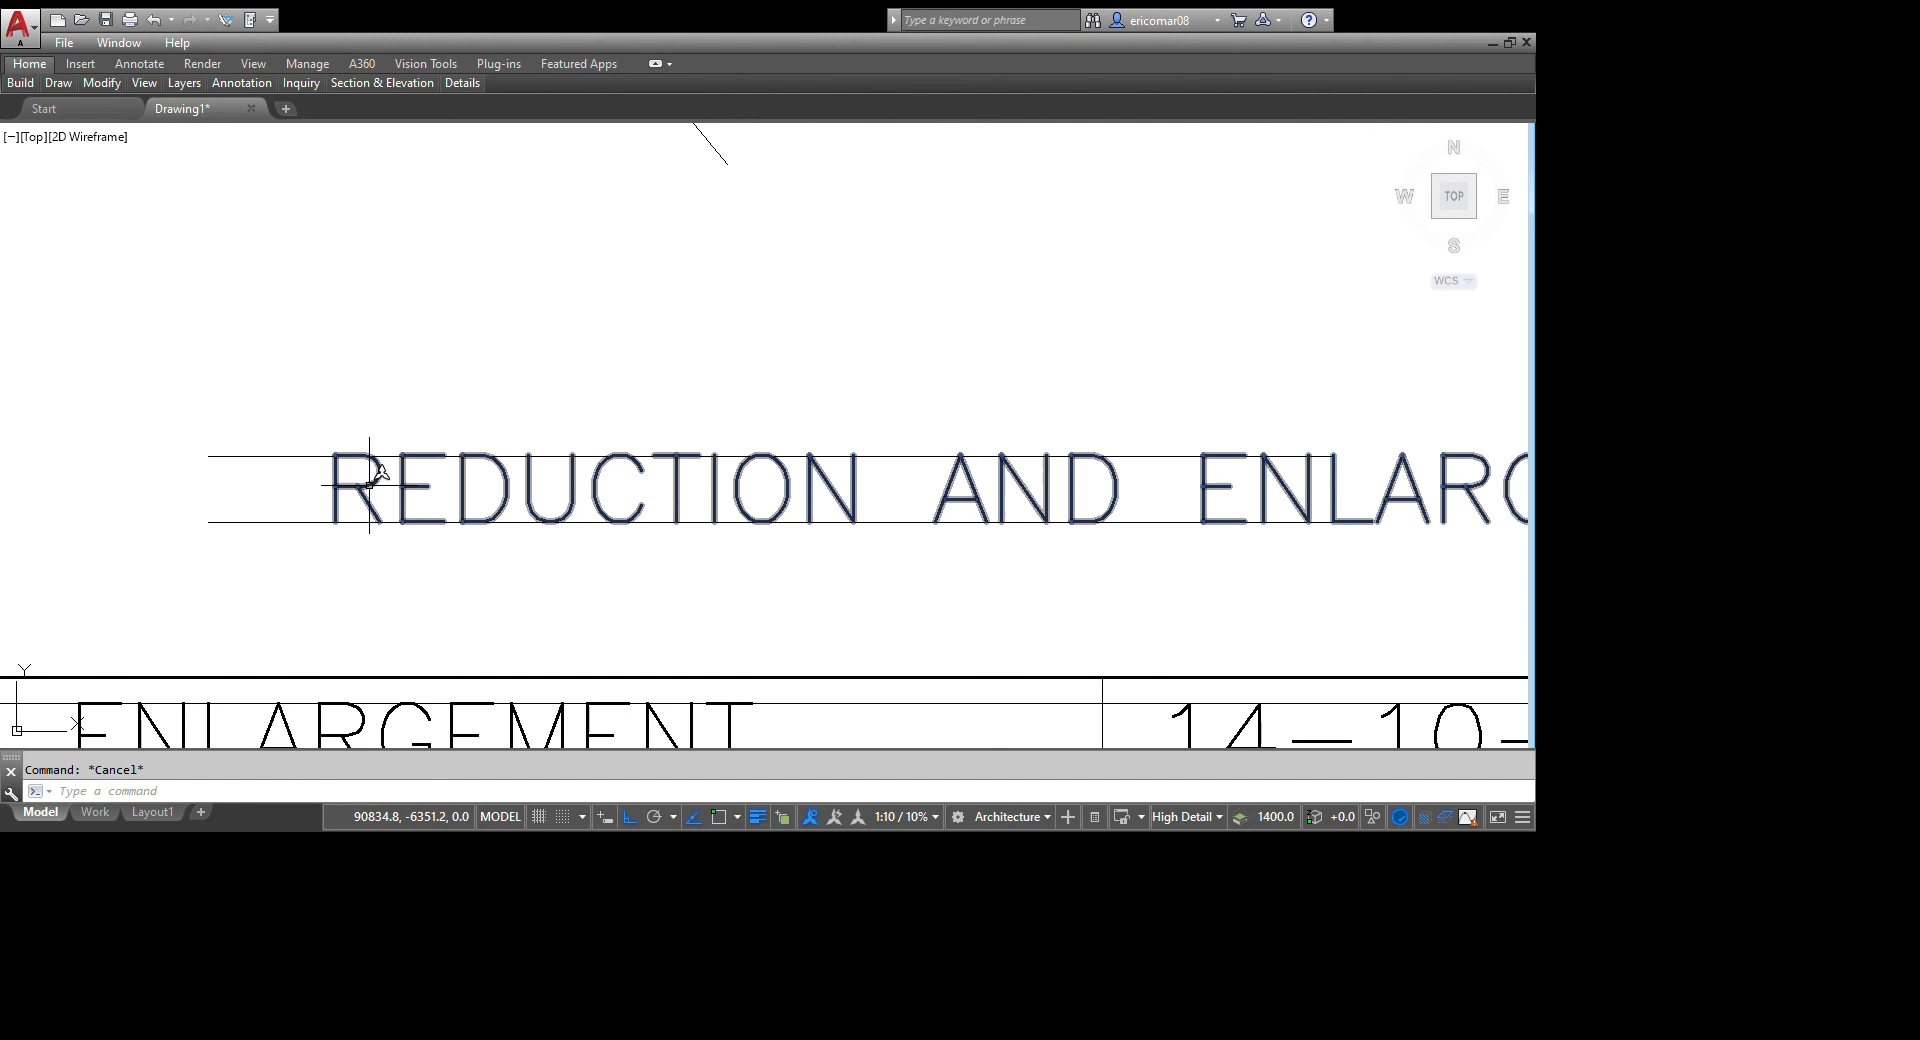 A
Type a keyword or phrase
ericomar08
File Window Help
Home Insert Annotate Render View Manage A360 Vision Tools Plug-ins Featured Apps
Build Draw Modify View Layers Annotation Inquiry Section & Elevation Details
Start Drawing1*
[−][Top][2D Wireframe]
N
W TOP E
S
WCS
REDUCTION AND ENLARG
Y
X ENLARGEMENT 14-10-
Command: *Cancel*
Type a command
Model Work Layout1
90834.8, -6351.2, 0.0 MODEL 1:10 / 10% Architecture High Detail 1400.0 +0.0